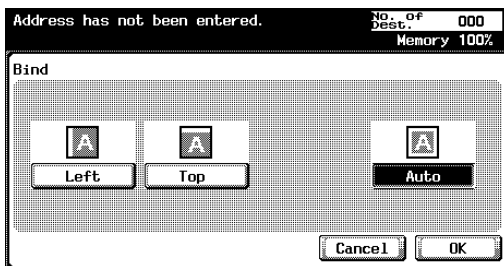 Address has not been entered.
No. of Dest. 000
Memory 100%
Bind
A A A
Left Top Auto
Cancel OK